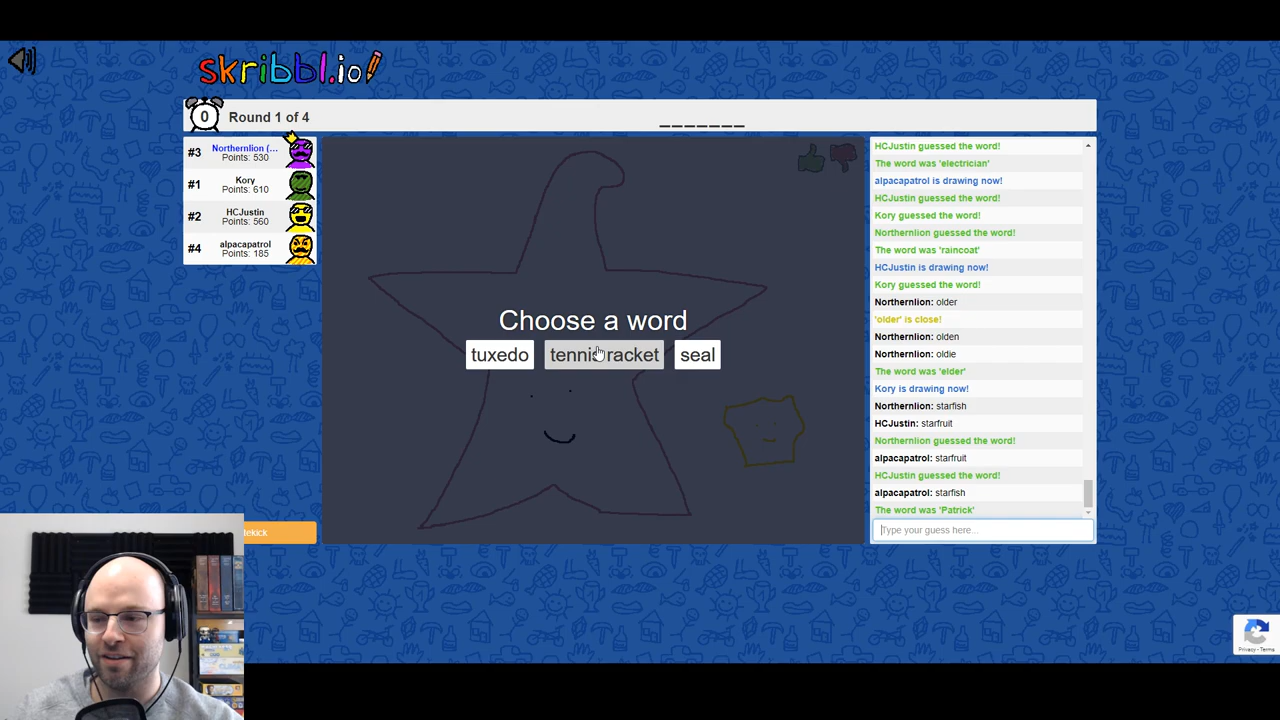 skribbl.io
0
Round 1 of 4
_ _ _ _ _ _ _
#3
Northernlion (...
Points: 530
#1
Kory
Points: 610
#2
HCJustin
Points: 560
#4
alpacapatrol
Points: 185
Choose a word
tuxedo
tennis racket
seal
HCJustin guessed the word!
The word was 'electrician'
alpacapatrol is drawing now!
HCJustin guessed the word!
Kory guessed the word!
Northernlion guessed the word!
The word was 'raincoat'
HCJustin is drawing now!
Kory guessed the word!
Northernlion: older
'older' is close!
Northernlion: olden
Northernlion: oldie
The word was 'elder'
Kory is drawing now!
Northernlion: starfish
HCJustin: starfruit
Northernlion guessed the word!
alpacapatrol: starfruit
HCJustin guessed the word!
alpacapatrol: starfish
The word was 'Patrick'
Type your guess here...
Privacy - Terms